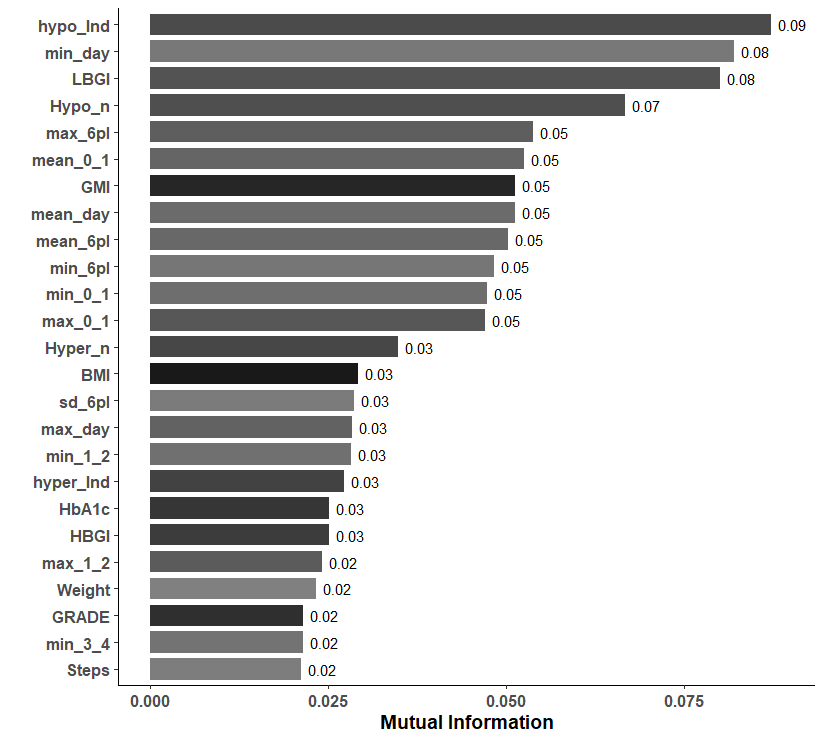 hypo_Ind 0.09
min_day 0.08
LBGI 0.08
Hypo_n 0.07
max_6pl 0.05
mean_0_1 0.05
GMI 0.05
mean_day 0.05
mean_6pl 0.05
min_6pl 0.05
min_0_1 0.05
max_0_1 0.05
Hyper_n 0.03
BMI 0.03
sd_6pl 0.03
max_day 0.03
min_1_2 0.03
hyper_Ind 0.03
HbA1c 0.03
HBGI 0.03
max_1_2 0.02
Weight 0.02
GRADE 0.02
min_3_4 0.02
Steps 0.02
0.000 0.025 0.050 0.075
Mutual Information